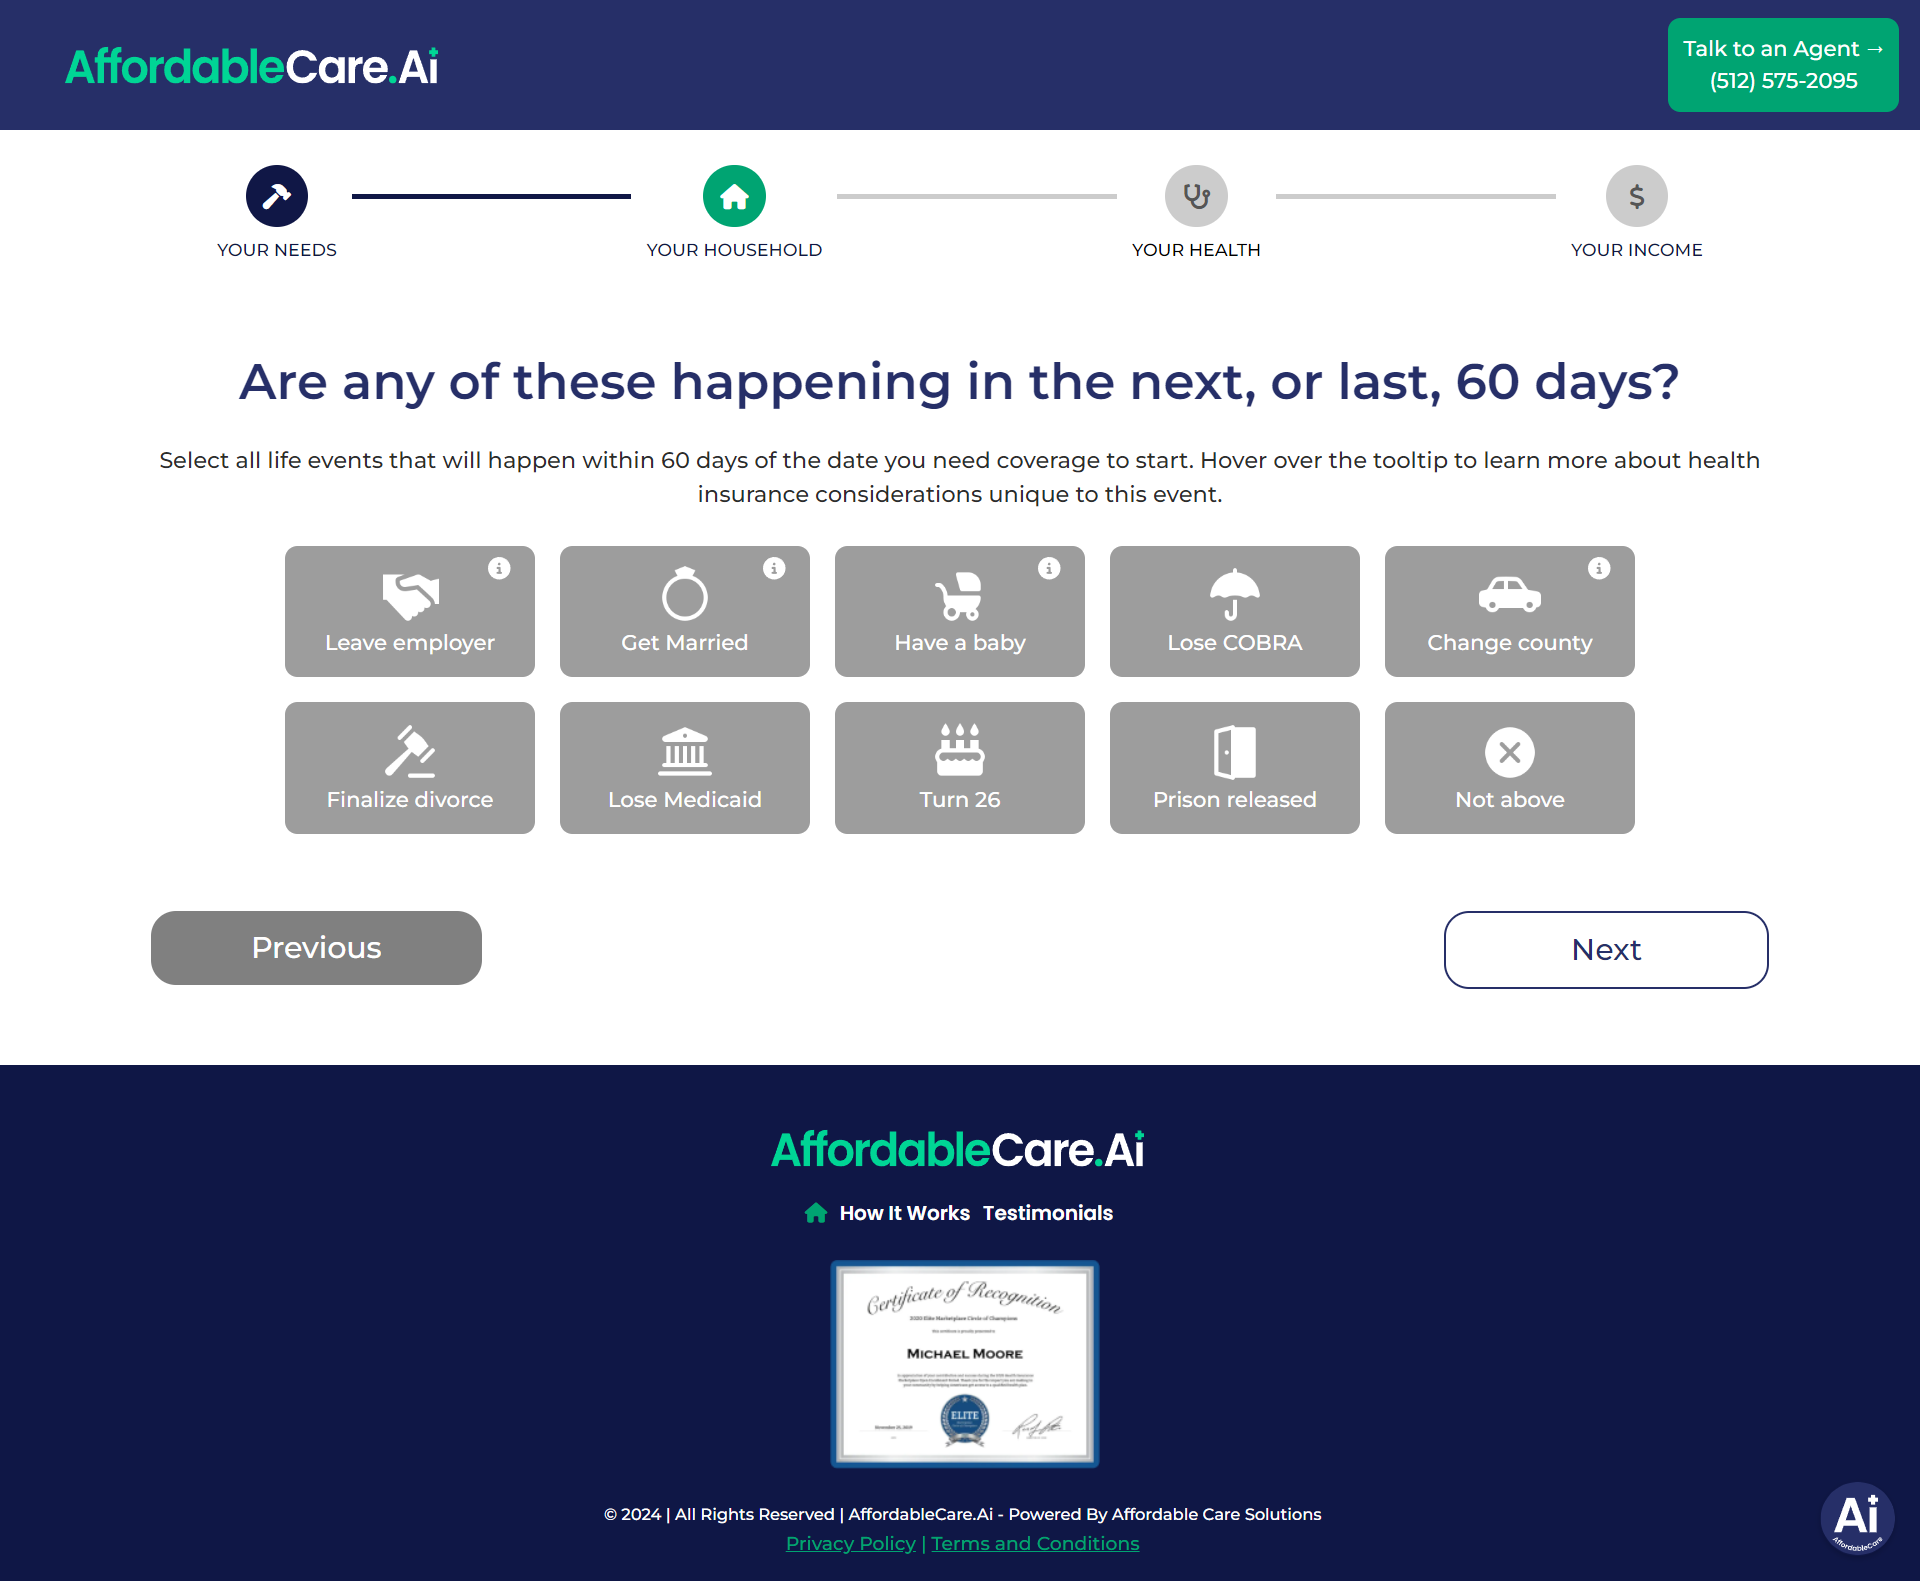 AffordableCare.Ai
Talk to an Agent →
(512) 575-2095
YOUR NEEDS
YOUR HOUSEHOLD
YOUR HEALTH
YOUR INCOME
Are any of these happening in the next, or last, 60 days?
Select all life events that will happen within 60 days of the date you need coverage to start. Hover over the tooltip to learn more about health
insurance considerations unique to this event.
Leave employer
Get Married
Have a baby
Lose COBRA
Change county
Finalize divorce
Lose Medicaid
Turn 26
Prison released
Not above
Previous
Next
AffordableCare.Ai
How It Works Testimonials
Certificate of Recognition
2020 Elite Marketplace Circle of Champions
MICHAEL MOORE
ELITE
© 2024 | All Rights Reserved | AffordableCare.Ai - Powered By Affordable Care Solutions
Privacy Policy | Terms and Conditions
Ai
AffordableCare